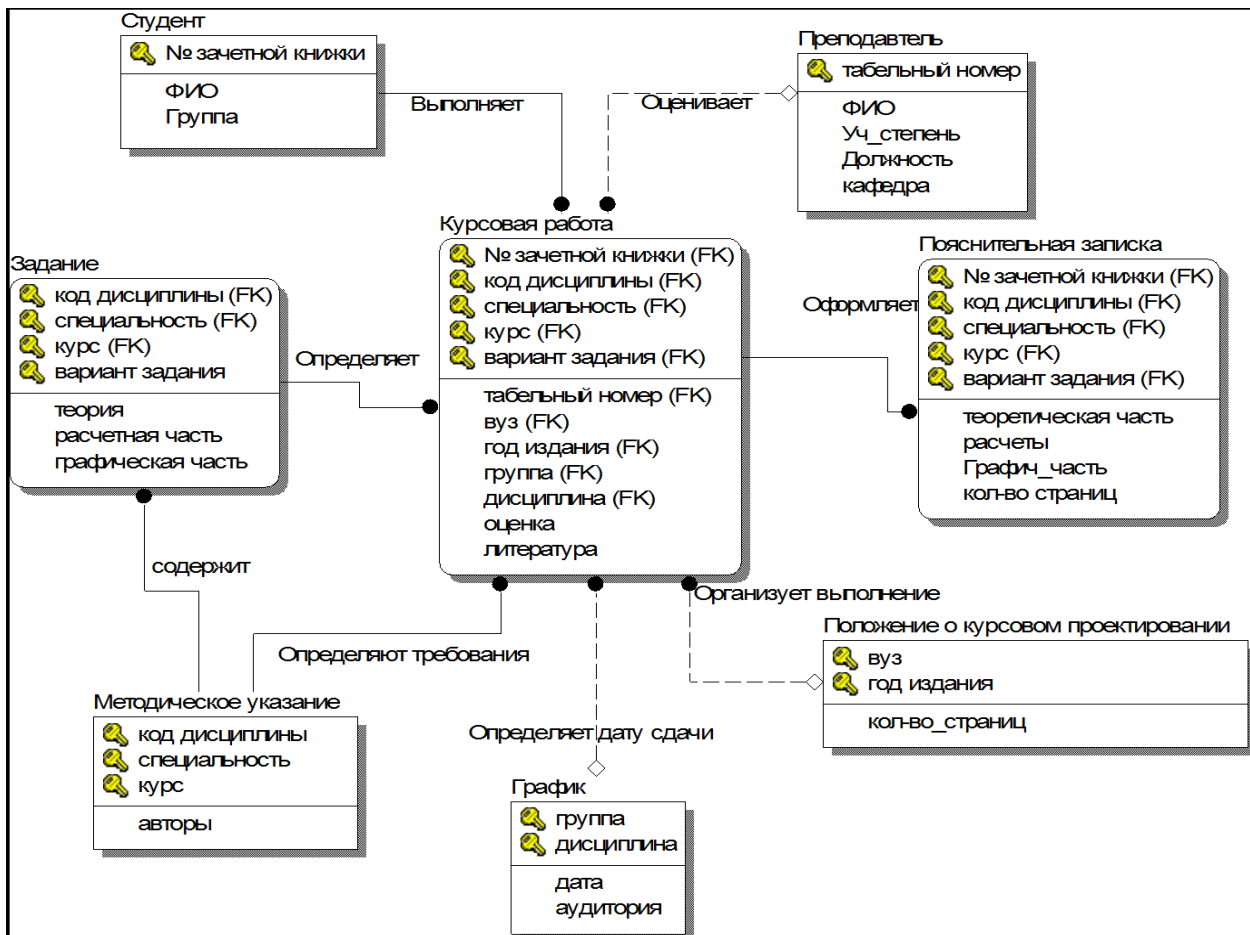 Студент
№ зачетной книжки
ФИО
Группа
Выполняет
Оценивает
Преподавтель
табельный номер
ФИО
Уч_степень
Должность
кафедра
Курсовая работа
№ зачетной книжки (FK)
код дисциплины (FK)
специальность (FK)
курс (FK)
вариант задания (FK)
табельный номер (FK)
вуз (FK)
год издания (FK)
группа (FK)
дисциплина (FK)
оценка
литература
Задание
код дисциплины (FK)
специальность (FK)
курс (FK)
вариант задания
теория
расчетная часть
графическая часть
Определяет
Оформляет
Пояснительная записка
№ зачетной книжки (FK)
код дисциплины (FK)
специальность (FK)
курс (FK)
вариант задания (FK)
теоретическая часть
расчеты
Графич_часть
кол-во страниц
содержит
Определяют требования
Организует выполнение
Положение о курсовом проектировании
вуз
год издания
кол-во_страниц
Методическое указание
код дисциплины
специальность
курс
авторы
Определяет дату сдачи
График
группа
дисциплина
дата
аудитория